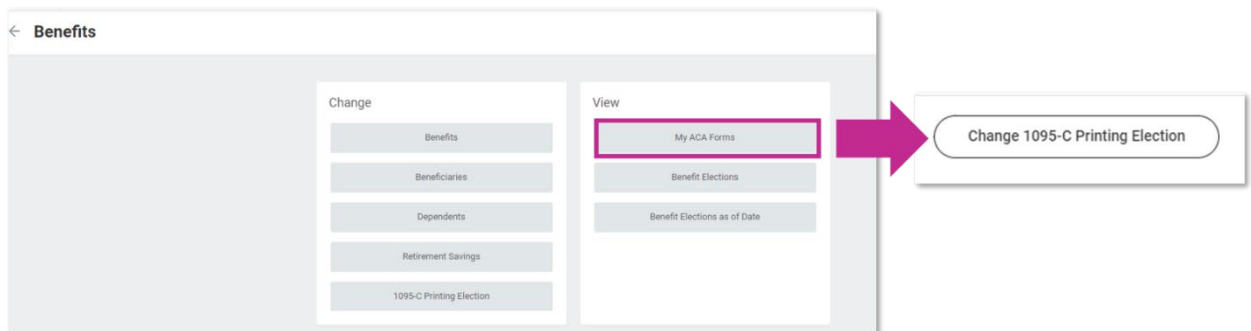 Benefits
Change
Benefits
Beneficiaries
Dependents
Retirement Savings
1095-C Printing Election
View
My ACA Forms
Benefit Elections
Benefit Elections as of Date
Change 1095-C Printing Election